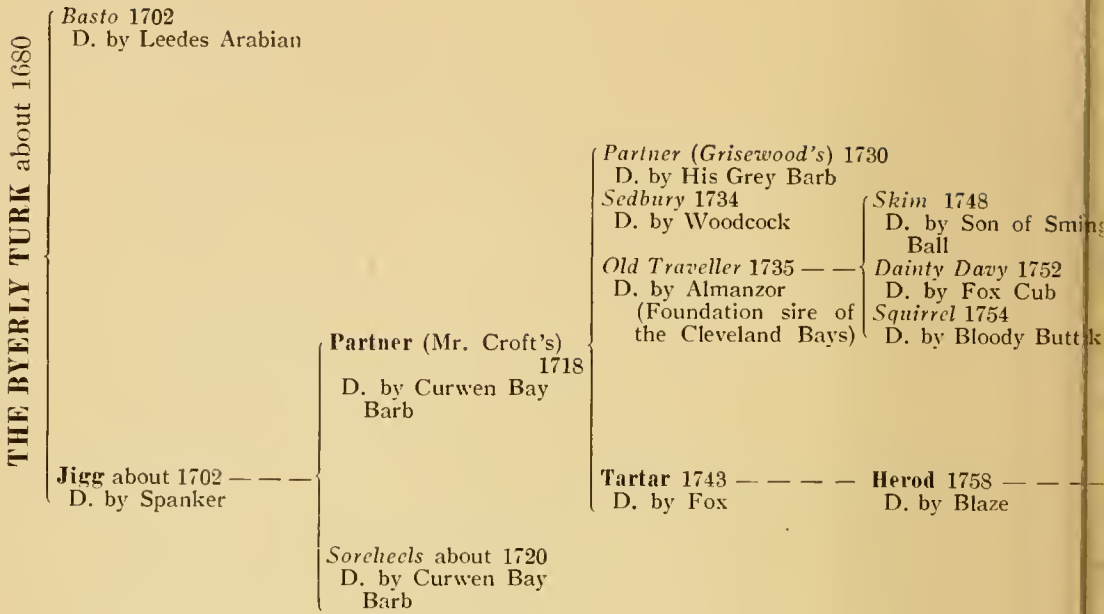 THE BYERLY TURK about 1680
Basto 1702
D. by Leedes Arabian
Jigg about 1702
D. by Spanker
Partner (Mr. Croft's)
1718
D. by Curwen Bay
Barb
Soreheels about 1720
D. by Curwen Bay
Barb
Partner (Grisewood's) 1730
D. by His Grey Barb
Sedbury 1734
D. by Woodcock
Old Traveller 1735
D. by Almanzor
(Foundation sire of
the Cleveland Bays)
Tartar 1743
D. by Fox
Skim 1748
D. by Son of
Ball
Dainty Davy 1752
D. by Fox Cub
Squirrel 1754
D. by Bloody
Herod 1758
D. by Blaze